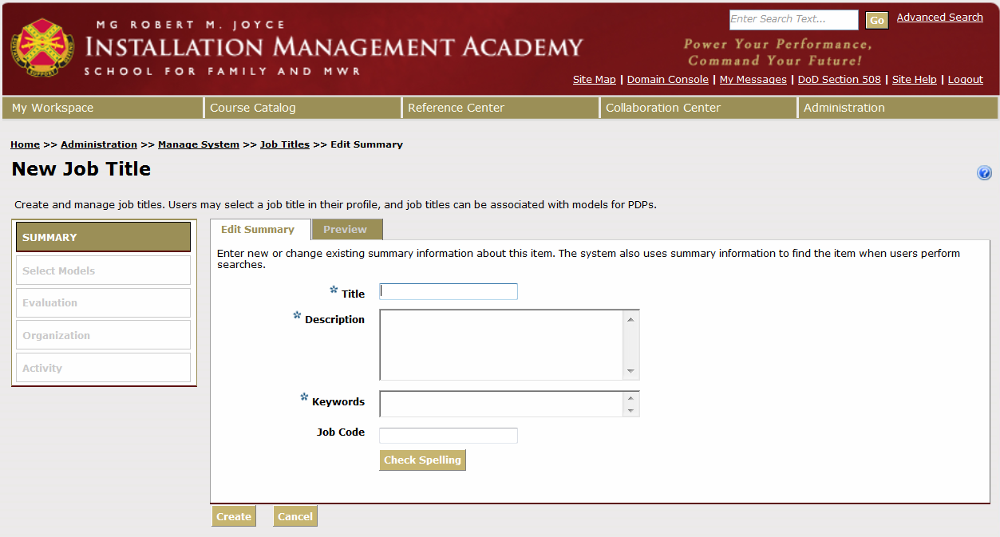 MG ROBERT M. JOYCE
INSTALLATION MANAGEMENT ACADEMY
SCHOOL FOR FAMILY AND MWR
Enter Search Text...
Go
Advanced Search
Power Your Performance,
Command Your Future!
Site Map | Domain Console | My Messages | DoD Section 508 | Site Help | Logout
My Workspace
Course Catalog
Reference Center
Collaboration Center
Administration
Home >> Administration >> Manage System >> Job Titles >> Edit Summary
New Job Title
?
Create and manage job titles. Users may select a job title in their profile, and job titles can be associated with models for PDPs.
SUMMARY
Select Models
Evaluation
Organization
Activity
Edit Summary
Preview
Enter new or change existing summary information about this item. The system also uses summary information to find the item when users perform
searches.
* Title
* Description
* Keywords
Job Code
Check Spelling
Create
Cancel